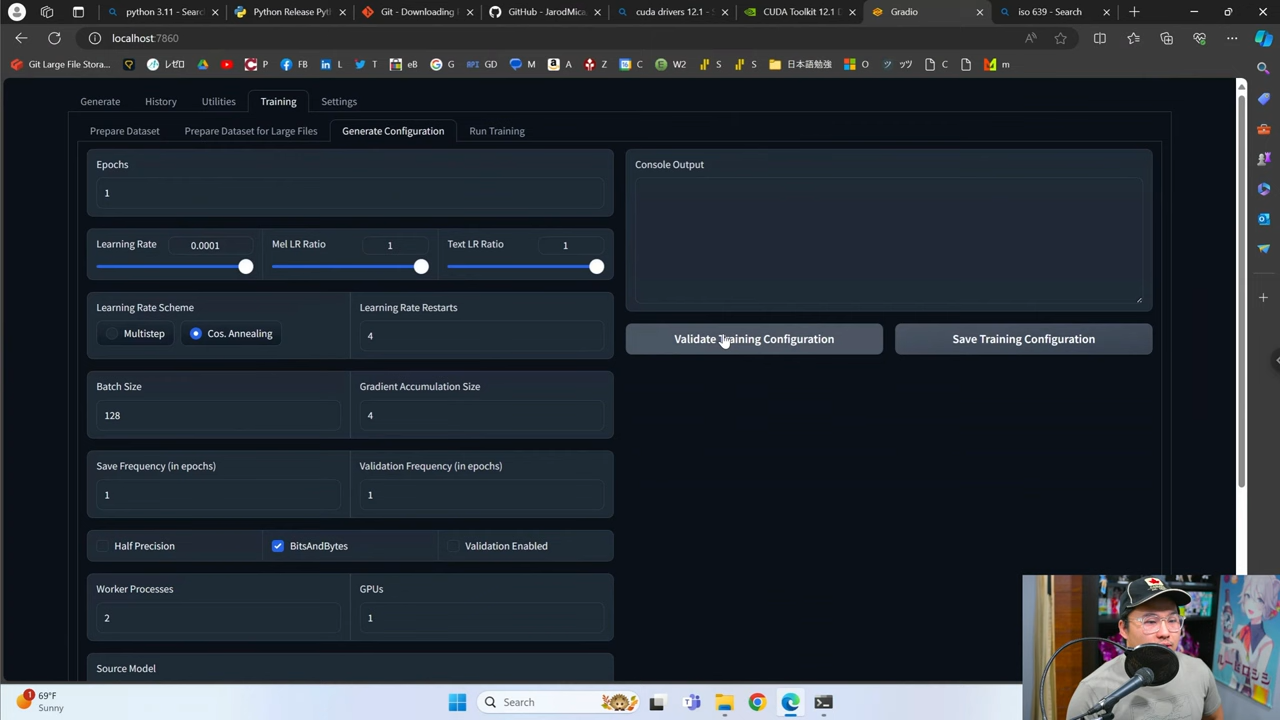 python 3.11 - Searc
Python Release Pyth
Git - Downloadin
GitHub - JarodMica
cuda drivers 12.1 -
CUDA Toolkit 12.1 D
Gradio
iso 639 - Search
localhost:7860
Git Large File Stora...
レゼロ
P
FB
in L
T
eB
G
GD
M
A
Z
C
W2
S
S
日本語勉強
O
ッツ
C
m
Generate
History
Utilities
Training
Settings
Prepare Dataset
Prepare Dataset for Large Files
Generate Configuration
Run Training
Epochs
1
Console Output
Learning Rate
0.0001
Mel LR Ratio
1
Text LR Ratio
1
Learning Rate Scheme
Learning Rate Restarts
Multistep
Cos. Annealing
4
Validate Training Configuration
Save Training Configuration
Batch Size
Gradient Accumulation Size
128
4
Save Frequency (in epochs)
Validation Frequency (in epochs)
1
1
Half Precision
BitsAndBytes
Validation Enabled
Worker Processes
GPUs
2
1
Source Model
1
69°F
Sunny
Search